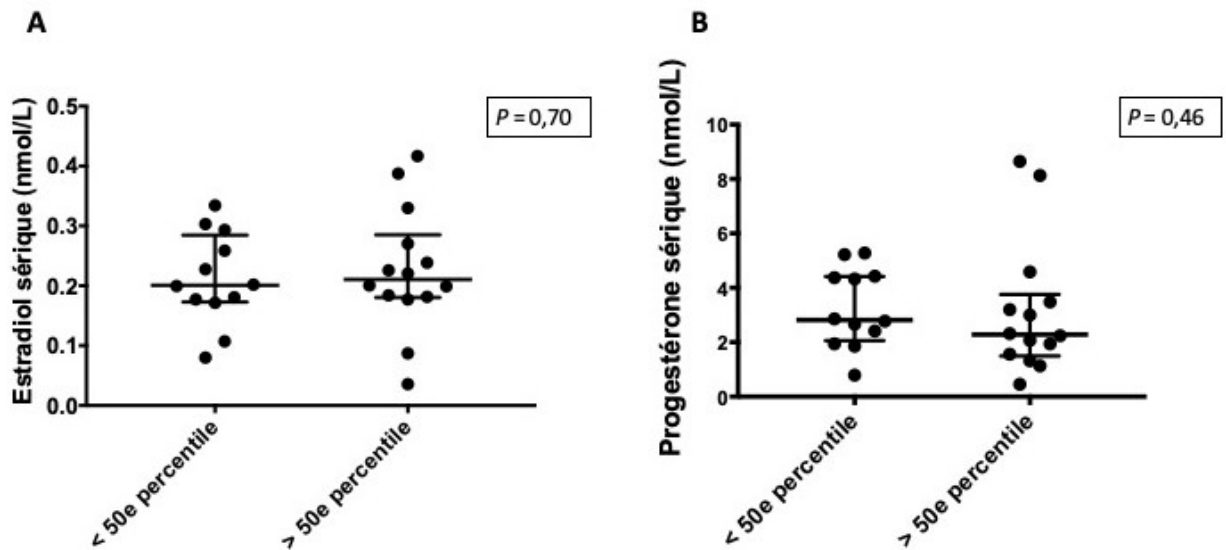 A
Estradiol sérique (nmol/L)
0.5
0.4
0.3
0.2
0.1
0.0
P = 0,70
< 50e percentile
> 50e percentile
B
Progestérone sérique (nmol/L)
10
8
6
4
2
0
P = 0,46
< 50e percentile
> 50e percentile